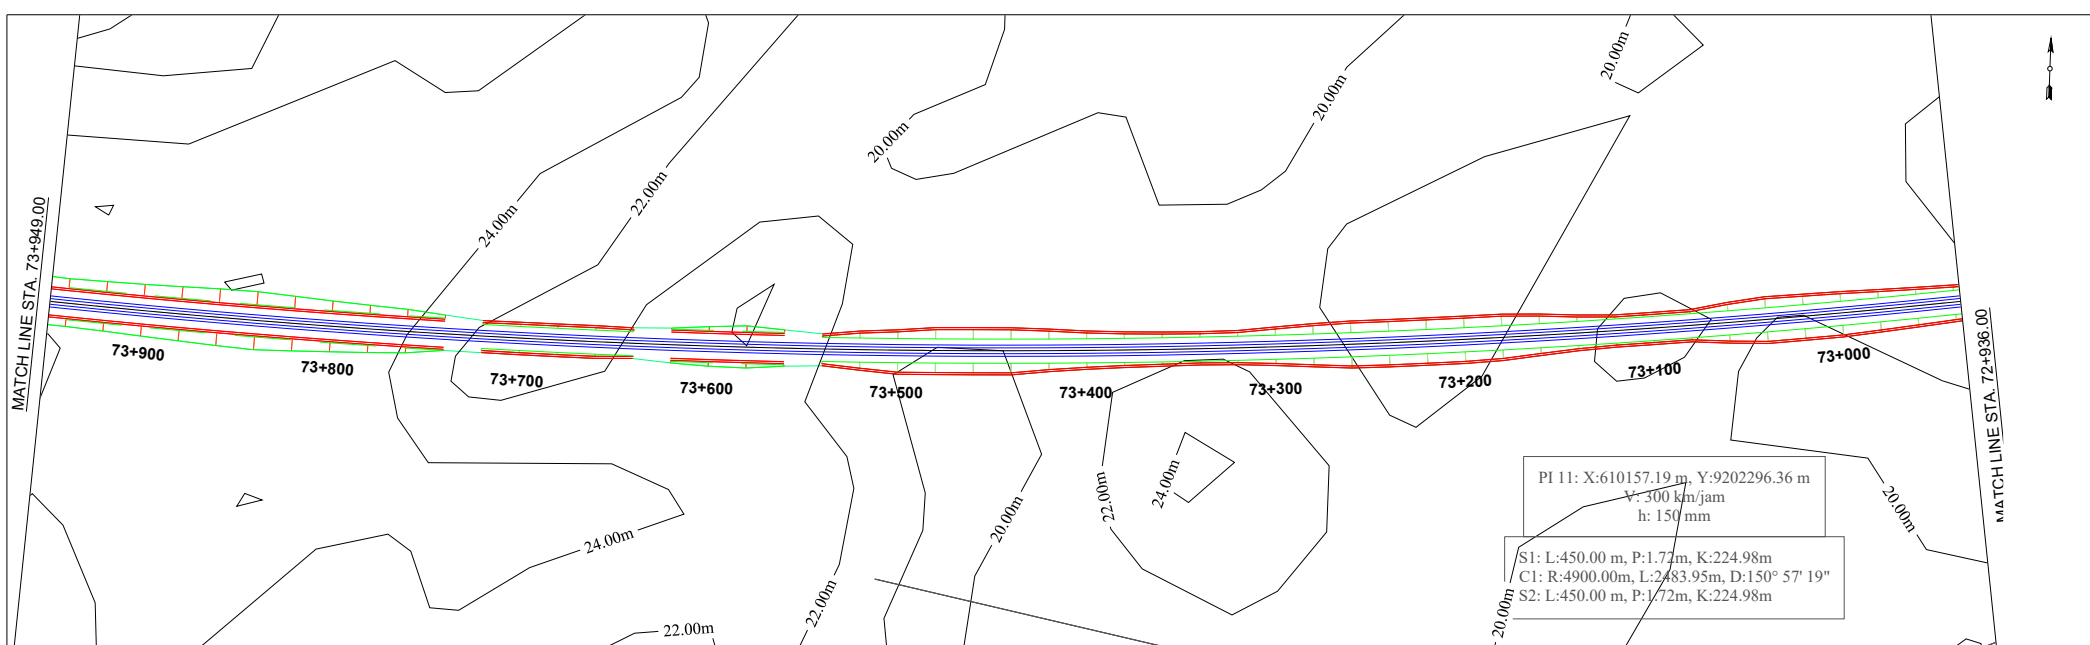 20.00m
20.00m
20.00m
22.00m
24.00m
MATCH LINE STA. 73+949.00
73+900
73+800
73+700
73+600
73+500
73+400
73+300
73+200
73+100
73+000
MATCH LINE STA. 72+936.00
PI 11: X:610157.19 m, Y:9202296.36 m
V: 300 km/jam
h: 150 mm
S1: L:450.00 m, P:1.72m, K:224.98m
C1: R:4900.00m, L:2483.95m, D:150° 57' 19"
S2: L:450.00 m, P:1.72m, K:224.98m
24.00m
22.00m
20.00m
20.00m
24.00m
22.00m
20.00m
22.00m